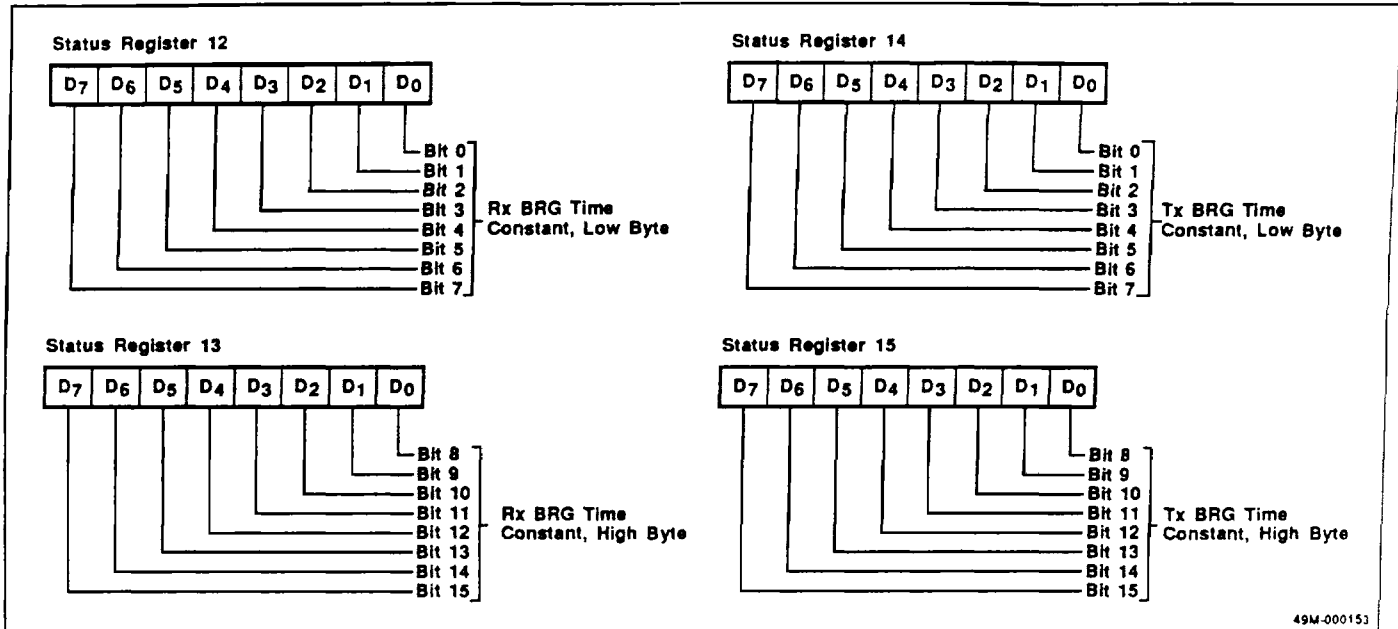 Status Register 12
D7 D6 D5 D4 D3 D2 D1 D0
Bit 0
Bit 1
Bit 2
Bit 3
Bit 4
Bit 5
Bit 6
Bit 7
Rx BRG Time
Constant, Low Byte
Status Register 14
D7 D6 D5 D4 D3 D2 D1 D0
Bit 0
Bit 1
Bit 2
Bit 3
Bit 4
Bit 5
Bit 6
Bit 7
Tx BRG Time
Constant, Low Byte
Status Register 13
D7 D6 D5 D4 D3 D2 D1 D0
Bit 8
Bit 9
Bit 10
Bit 11
Bit 12
Bit 13
Bit 14
Bit 15
Rx BRG Time
Constant, High Byte
Status Register 15
D7 D6 D5 D4 D3 D2 D1 D0
Bit 8
Bit 9
Bit 10
Bit 11
Bit 12
Bit 13
Bit 14
Bit 15
Tx BRG Time
Constant, High Byte
49M-000153